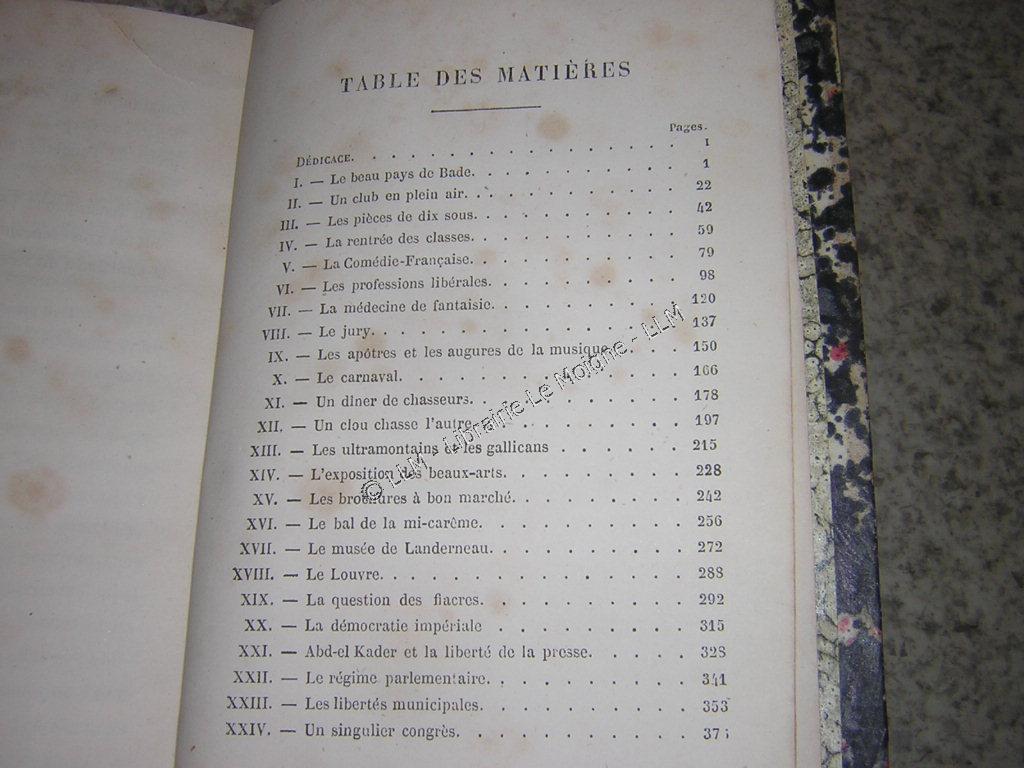 TABLE DES MATIÈRES
Pages.
DÉDICACE. . . . . . . . . . . . . . . I
I. — Le beau pays de Bade. . . . . . . . . . 1
II. — Un club en plein air. . . . . . . . . . 22
III. — Les pièces de dix sous. . . . . . . . . . 42
IV. — La rentrée des classes. . . . . . . . . . 59
V. — La Comédie-Française. . . . . . . . . . 79
VI. — Les professions libérales. . . . . . . . . 98
VII. — La médecine de fantaisie. . . . . . . . . 120
VIII. — Le jury. . . . . . . . . . . . . . 137
IX. — Les apôtres et les augures de la musique. . . . 150
X. — Le carnaval. . . . . . . . . . . . . 166
XI. — Un dîner de chasseurs. . . . . . . . . . 178
XII. — Un clou chasse l'autre. . . . . . . . . . 197
XIII. — Les ultramontains et les gallicans . . . . . . 215
XIV. — L'exposition des beaux-arts. . . . . . . . . 228
XV. — Les brochures à bon marché. . . . . . . . 242
XVI. — Le bal de la mi-carême. . . . . . . . . . 256
XVII. — Le musée de Landerneau. . . . . . . . . 272
XVIII. — Le Louvre. . . . . . . . . . . . . . 288
XIX. — La question des fiacres. . . . . . . . . . 292
XX. — La démocratie impériale . . . . . . . . . 315
XXI. — Abd-el Kader et la liberté de la presse. . . . . 328
XXII. — Le régime parlementaire. . . . . . . . . 341
XXIII. — Les libertés municipales. . . . . . . . . . 353
XXIV. — Un singulier congrès. . . . . . . . . . .
© LLM - Librairie Le Moigne - LLM